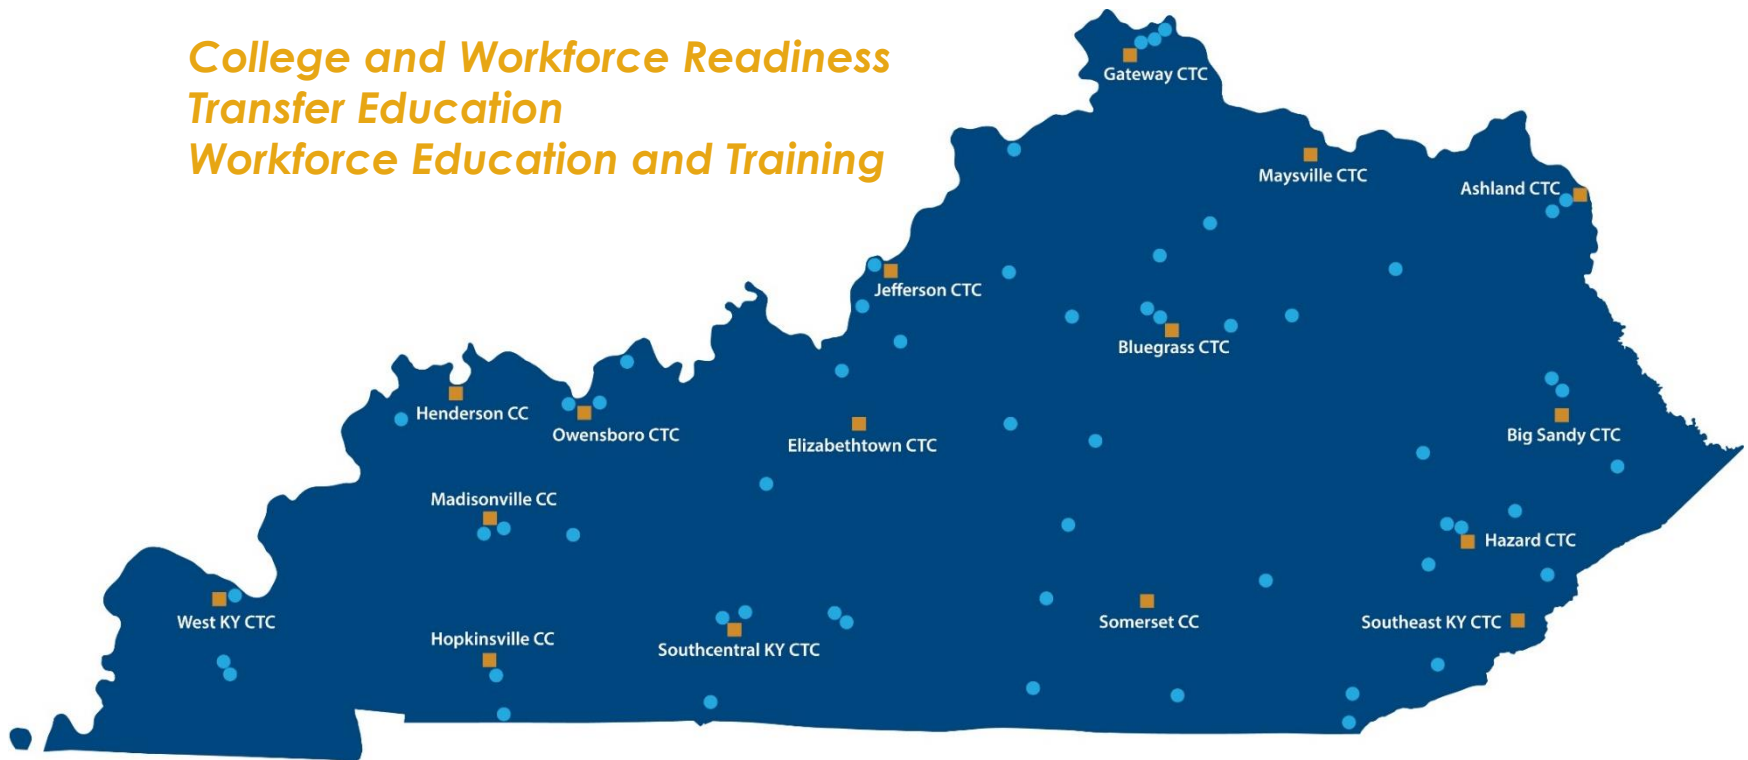 College and Workforce Readiness
Transfer Education
Workforce Education and Training
Gateway CTC
Maysville CTC
Ashland CTC
Jefferson CTC
Bluegrass CTC
Henderson CC
Owensboro CTC
Elizabethtown CTC
Big Sandy CTC
Madisonville CC
Hazard CTC
West KY CTC
Hopkinsville CC
Southcentral KY CTC
Somerset CC
Southeast KY CTC